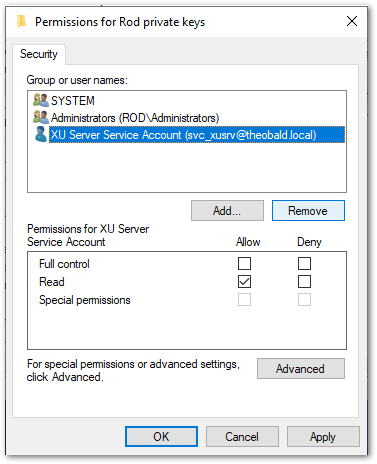 Permissions for Rod private keys
Security
Group or user names:
SYSTEM
Administrators (ROD\Administrators)
XU Server Service Account (svc_xusrv@theobald.local)
Add...
Remove
Permissions for XU Server
Service Account
Allow
Deny
Full control
Read
Special permissions
For special permissions or advanced settings,
click Advanced.
Advanced
OK
Cancel
Apply